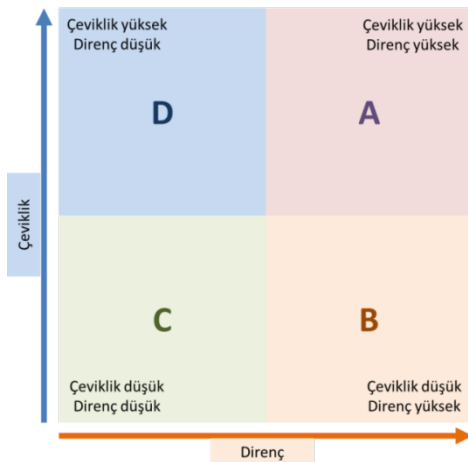 Çeviklik yüksek
Direnç düşük
Çeviklik yüksek
Direnç yüksek
D
A
Çeviklik
C
B
Çeviklik düşük
Direnç düşük
Çeviklik düşük
Direnç yüksek
Direnç